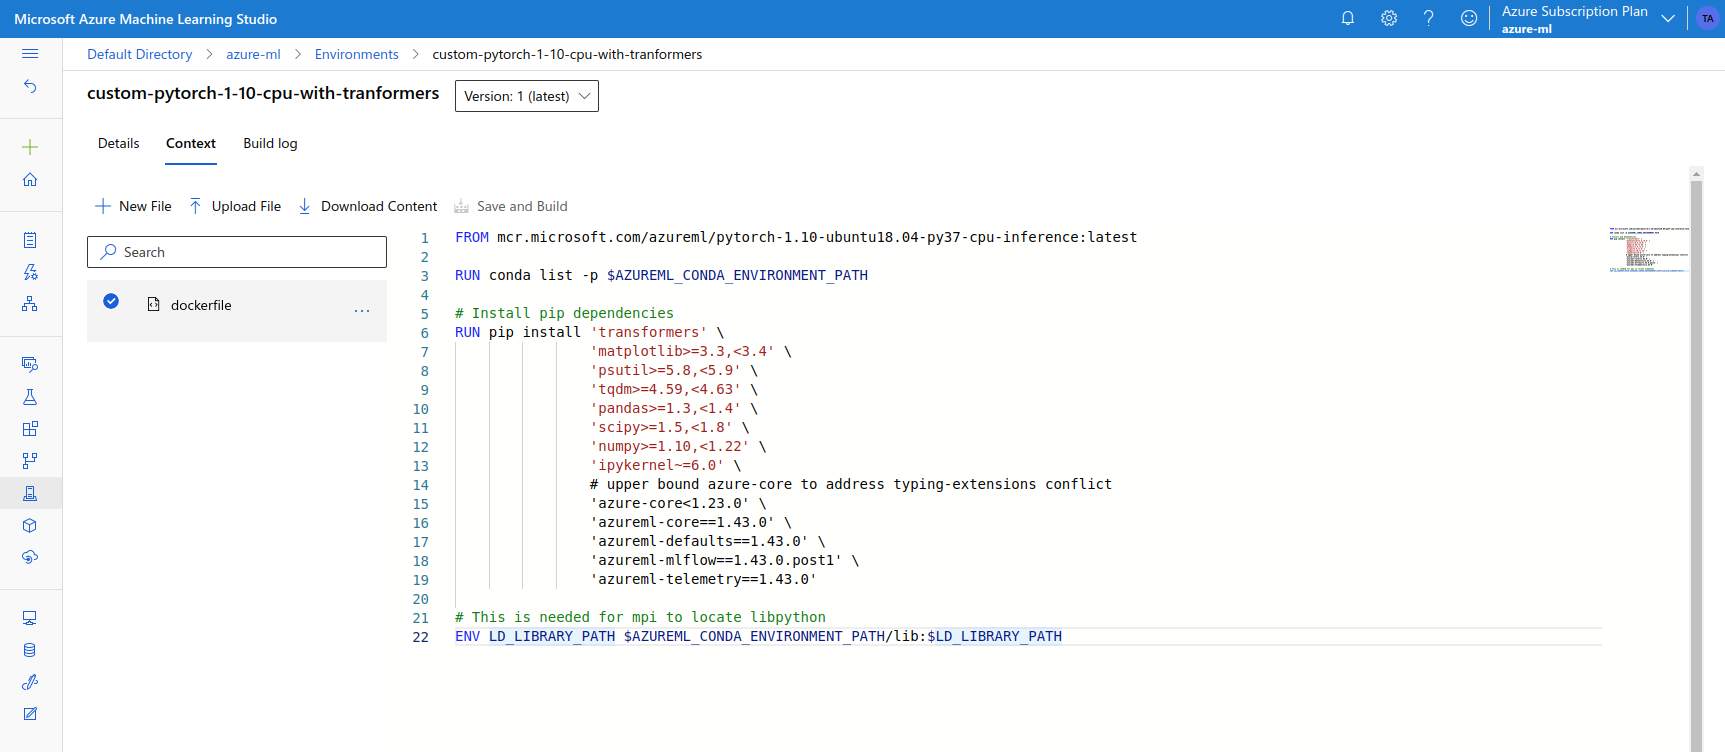 Microsoft Azure Machine Learning Studio
Azure Subscription Plan
azure-ml
TA
Default Directory > azure-ml > Environments > custom-pytorch-1-10-cpu-with-tranformers
custom-pytorch-1-10-cpu-with-tranformers
Version: 1 (latest)
Details Context Build log
New File Upload File Download Content Save and Build
Search
dockerfile
...
1 FROM mcr.microsoft.com/azureml/pytorch-1.10-ubuntu18.04-py37-cpu-inference:latest
2
3 RUN conda list -p $AZUREML_CONDA_ENVIRONMENT_PATH
4
5 # Install pip dependencies
6 RUN pip install 'transformers' \
7 'matplotlib>=3.3,<3.4' \
8 'psutil>=5.8,<5.9' \
9 'tqdm>=4.59,<4.63' \
10 'pandas>=1.3,<1.4' \
11 'scipy>=1.5,<1.8' \
12 'numpy>=1.10,<1.22' \
13 'ipykernel~=6.0' \
14 # upper bound azure-core to address typing-extensions conflict
15 'azure-core<1.23.0' \
16 'azureml-core==1.43.0' \
17 'azureml-defaults==1.43.0' \
18 'azureml-mlflow==1.43.0.post1' \
19 'azureml-telemetry==1.43.0'
20
21 # This is needed for mpi to locate libpython
22 ENV LD_LIBRARY_PATH $AZUREML_CONDA_ENVIRONMENT_PATH/lib:$LD_LIBRARY_PATH